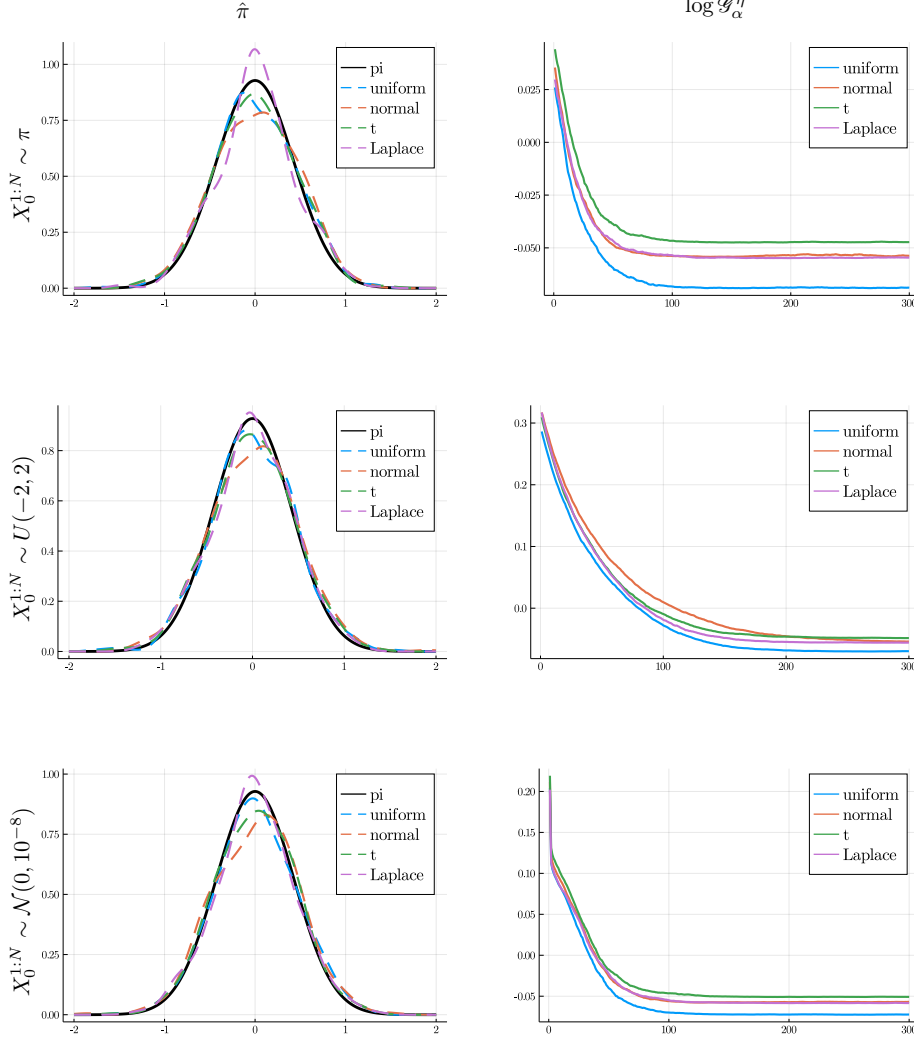 π̂
log 𝒢_α^η
X_0^{1:N} ∼ π
1.00
0.75
0.50
0.25
0.00
-2
-1
0
1
2
pi
uniform
normal
t
Laplace
0.025
0.000
-0.025
-0.050
0
100
200
300
uniform
normal
t
Laplace
X_0^{1:N} ∼ U(−2, 2)
0.8
0.6
0.4
0.2
0.0
-2
-1
0
1
2
pi
uniform
normal
t
Laplace
0.3
0.2
0.1
0.0
0
100
200
300
uniform
normal
t
Laplace
X_0^{1:N} ∼ 𝒩(0, 10^{−8})
1.00
0.75
0.50
0.25
0.00
-2
-1
0
1
2
pi
uniform
normal
t
Laplace
0.20
0.15
0.10
0.05
0.00
-0.05
0
100
200
300
uniform
normal
t
Laplace